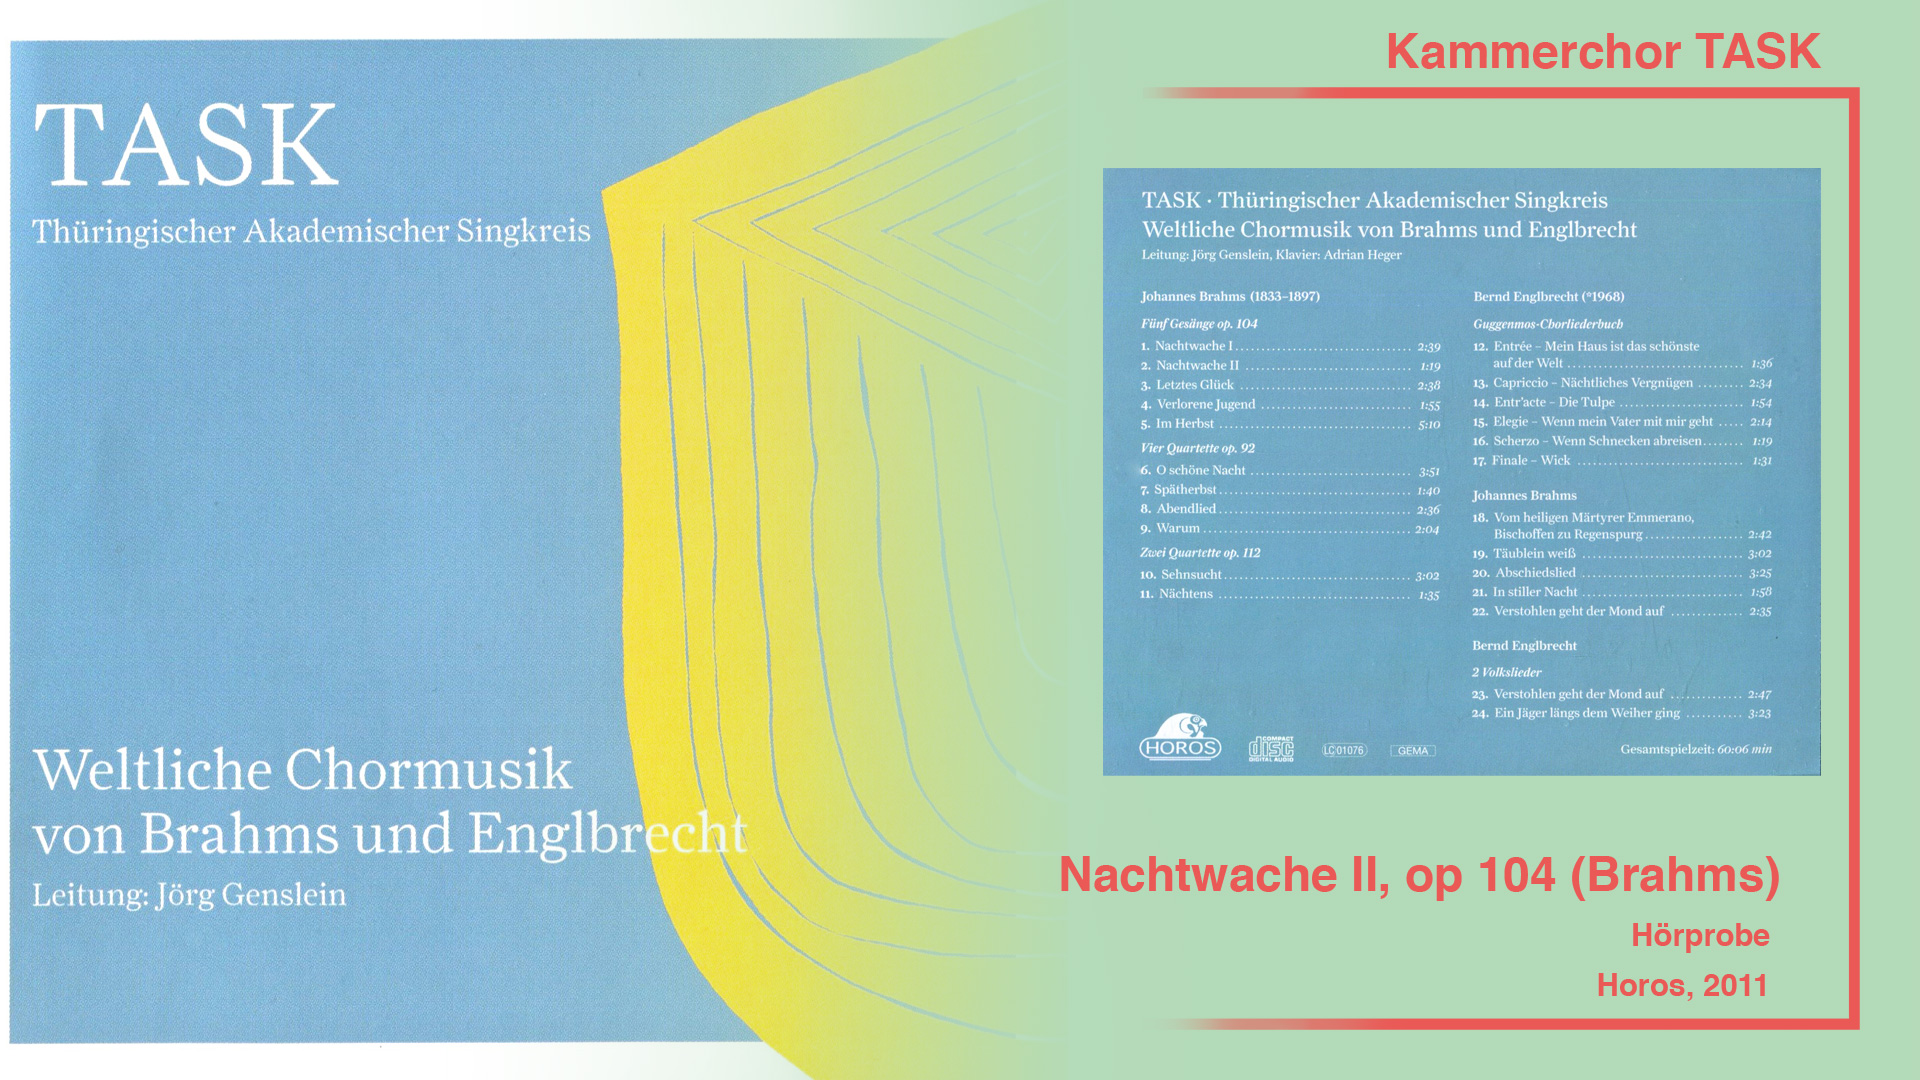 TASK
Thüringischer Akademischer Singkreis
Weltliche Chormusik
von Brahms und Englbrecht
Leitung: Jörg Genslein
Kammerchor TASK
TASK · Thüringischer Akademischer Singkreis
Weltliche Chormusik von Brahms und Englbrecht
Leitung: Jörg Genslein, Klavier: Adrian Heger
Johannes Brahms (1833–1897)
Fünf Gesänge op. 104
1. Nachtwache I 2:39
2. Nachtwache II 1:19
3. Letztes Glück 2:38
4. Verlorene Jugend 1:55
5. Im Herbst 5:10
Vier Quartette op. 92
6. O schöne Nacht 3:51
7. Spätherbst 1:40
8. Abendlied 2:36
9. Warum 2:04
Zwei Quartette op. 112
10. Sehnsucht 3:02
11. Nächtens 1:35
Bernd Englbrecht (*1968)
Guggenmos-Chorliederbuch
12. Entrée – Mein Haus ist das schönste
auf der Welt 1:36
13. Capriccio – Nächtliches Vergnügen 2:34
14. Entr'acte – Die Tulpe 1:54
15. Elegie – Wenn mein Vater mit mir geht 2:14
16. Scherzo – Wenn Schnecken abreisen 1:19
17. Finale – Wick 1:31
Johannes Brahms
18. Vom heiligen Märtyrer Emmerano,
Bischoffen zu Regenspurg 2:42
19. Täublein weiß 3:02
20. Abschiedslied 3:25
21. In stiller Nacht 1:58
22. Verstohlen geht der Mond auf 2:35
Bernd Englbrecht
2 Volkslieder
23. Verstohlen geht der Mond auf 2:47
24. Ein Jäger längs dem Weiher ging 3:23
HOROS
COMPACT
disc
DIGITAL AUDIO
LC 01076
GEMA
Gesamtspielzeit: 60:06 min
Nachtwache II, op 104 (Brahms)
Hörprobe
Horos, 2011